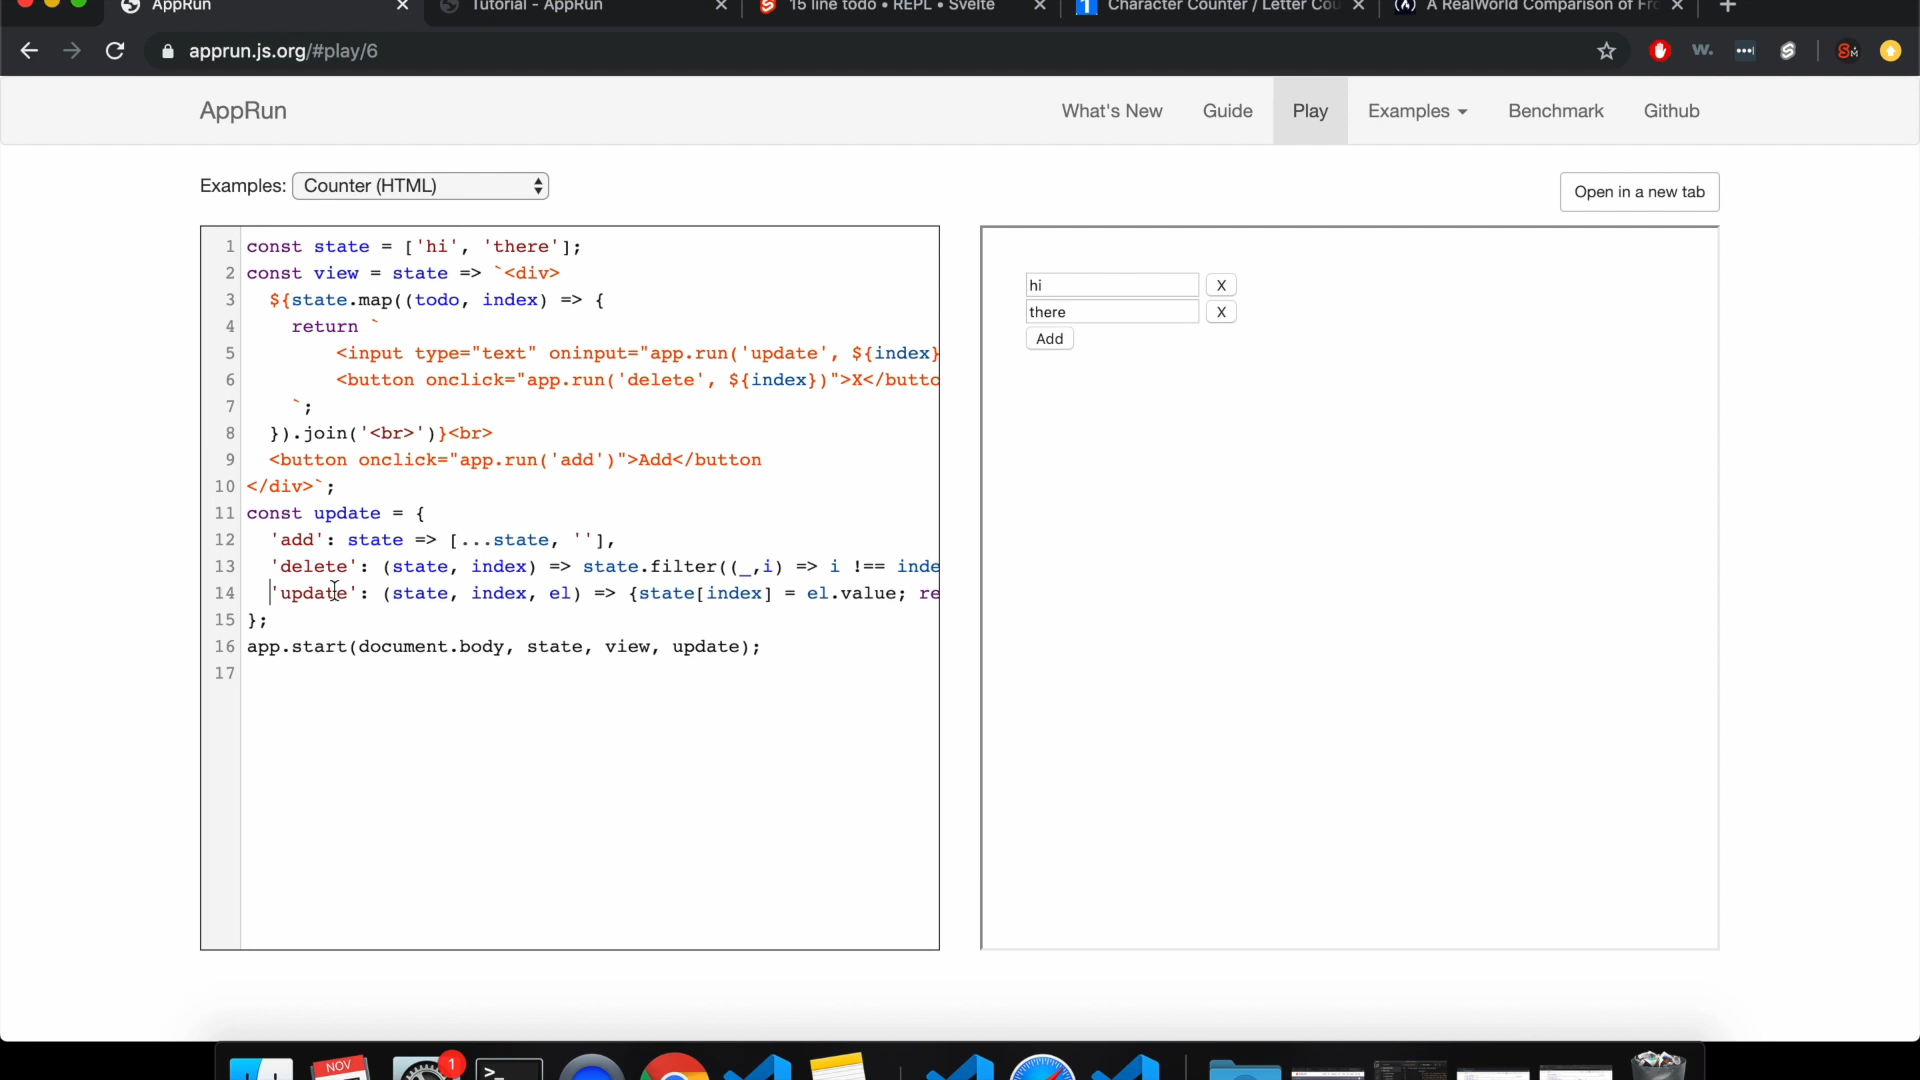 AppRun
Tutorial - AppRun
15 line todo • REPL • Svelte
Character Counter / Letter Cou
A RealWorld Comparison of Fro
apprun.js.org/#play/6
AppRun
What's New
Guide
Play
Examples
Benchmark
Github
Examples:
Counter (HTML)
Open in a new tab
1 const state = ['hi', 'there'];
2 const view = state => `<div>
3 ${state.map((todo, index) => {
4 return `
5 <input type="text" oninput="app.run('update', ${index}
6 <button onclick="app.run('delete', ${index})">X</butto
7 `;
8 }).join('<br>')}<br>
9 <button onclick="app.run('add')">Add</button
10 </div>`;
11 const update = {
12 'add': state => [...state, ''],
13 'delete': (state, index) => state.filter((_,i) => i !== inde
14 'update': (state, index, el) => {state[index] = el.value; re
15 };
16 app.start(document.body, state, view, update);
17
hi
X
there
X
Add
NOV
1
>_